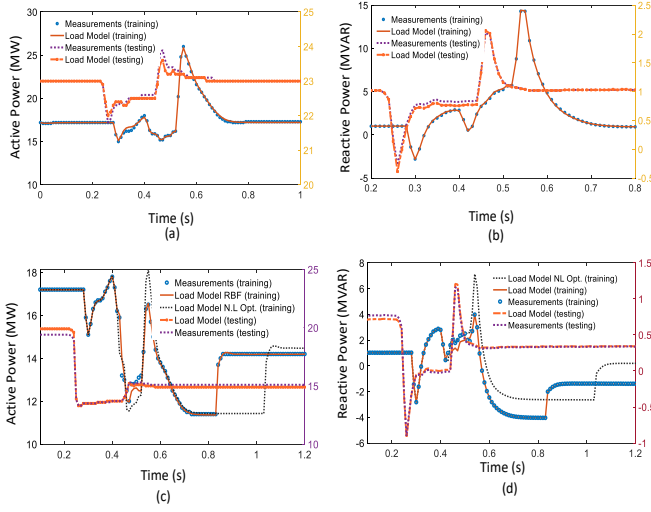 30
25
20
15
10
25
24
23
22
21
20
Active Power (MW)
Measurements (training)
Load Model (training)
Measurements (testing)
Load Model (testing)
0
0.2
0.4
0.6
0.8
1
Time (s)
(a)
15
10
5
0
-5
2.5
2
1.5
1
0.5
0
-0.5
-1
Reactive Power (MVAR)
Measurements (training)
Load Model (training)
Measurements (testing)
Load Model (testing)
0.2
0.3
0.4
0.5
0.6
0.7
0.8
Time (s)
(b)
18
16
14
12
10
25
20
15
10
Active Power (MW)
Measurements (training)
Load Model RBF (training)
Load Model N.L Opt. (training)
Load Model (testing)
Measurements (testing)
0.2
0.4
0.6
0.8
1
1.2
Time (s)
(c)
8
6
4
2
0
-2
-4
-6
1.5
1
0.5
0
-0.5
-1
Reactive Power (MVAR)
Load Model NL Opt. (training)
Load Model (training)
Measurements (training)
Load Model (testing)
Measurements (testing)
0.2
0.4
0.6
0.8
1
1.2
Time (s)
(d)